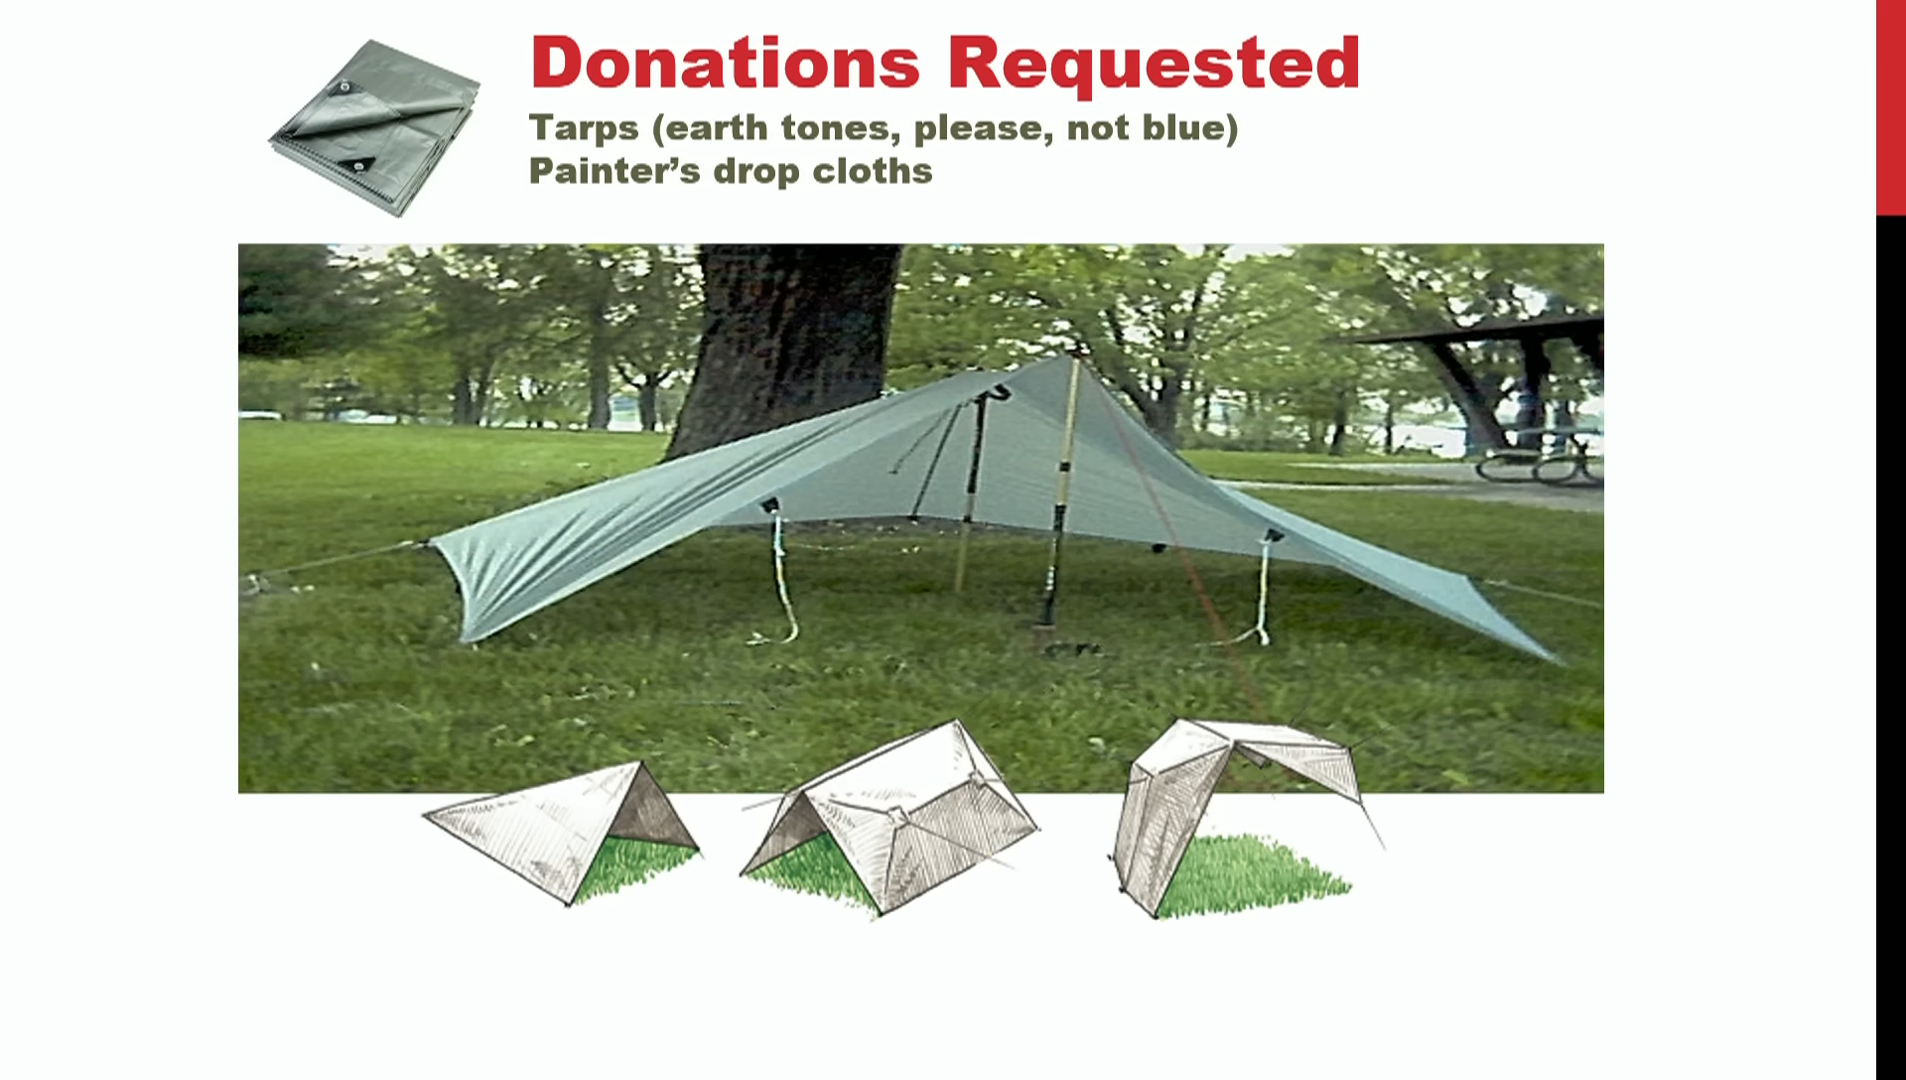 Donations Requested
Tarps (earth tones, please, not blue)
Painter’s drop cloths